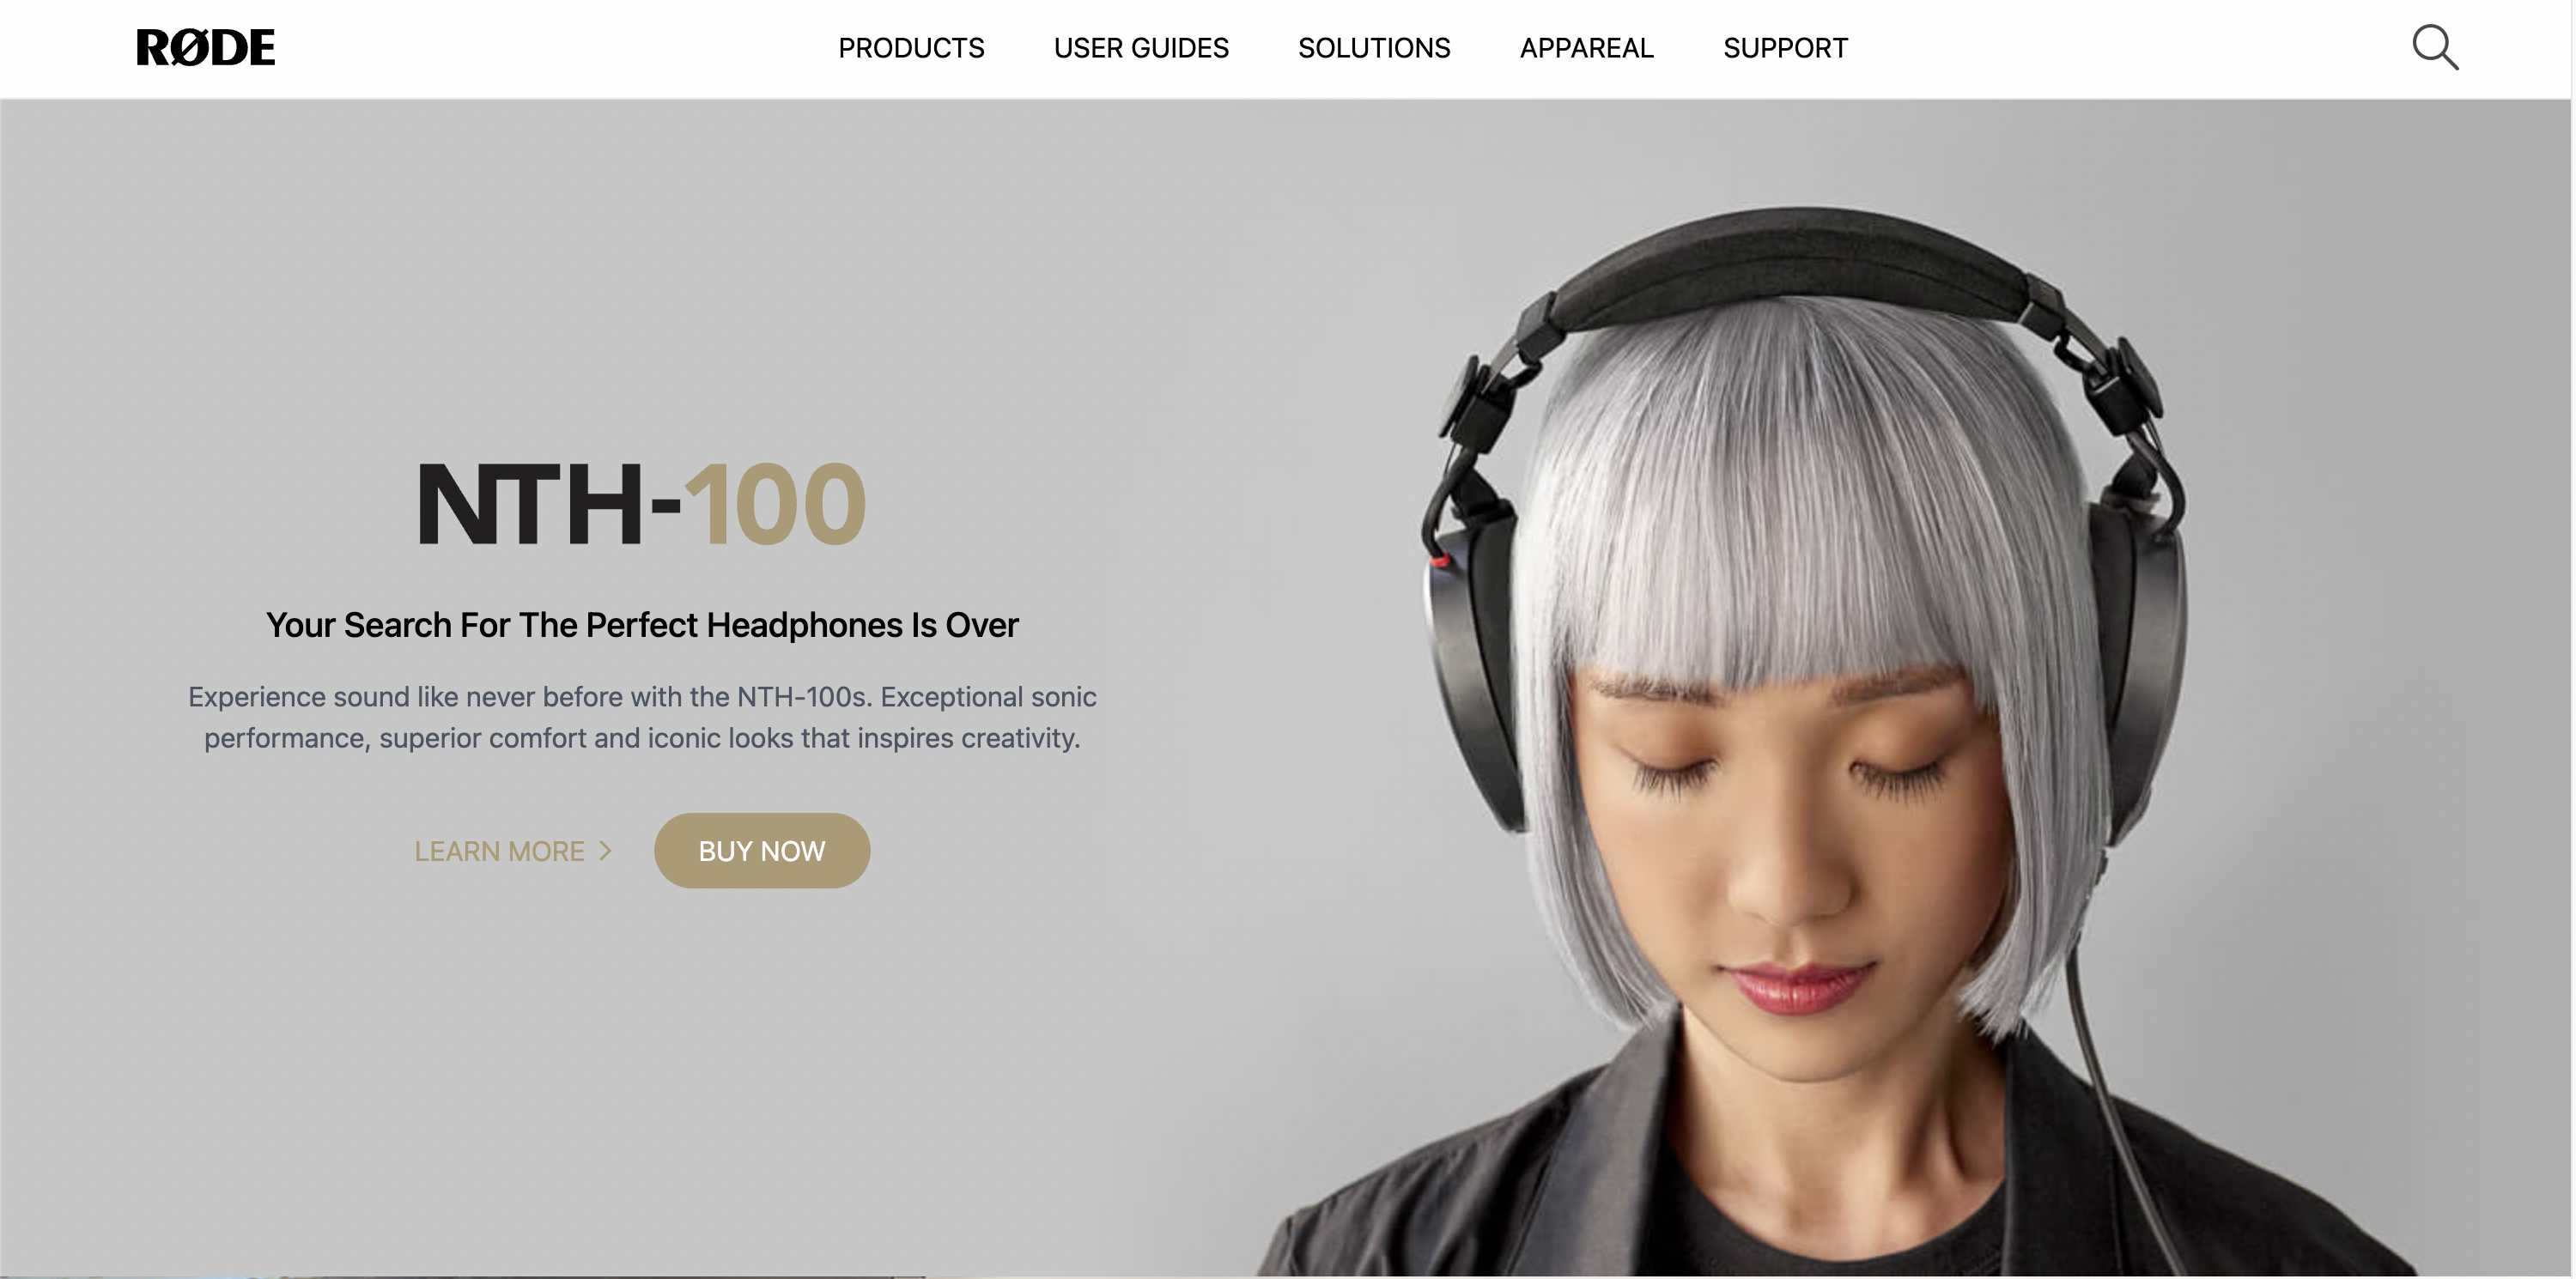 RØDE
PRODUCTS
USER GUIDES
SOLUTIONS
APPAREAL
SUPPORT
NTH-100
Your Search For The Perfect Headphones Is Over
Experience sound like never before with the NTH-100s. Exceptional sonic
performance, superior comfort and iconic looks that inspires creativity.
LEARN MORE >
BUY NOW